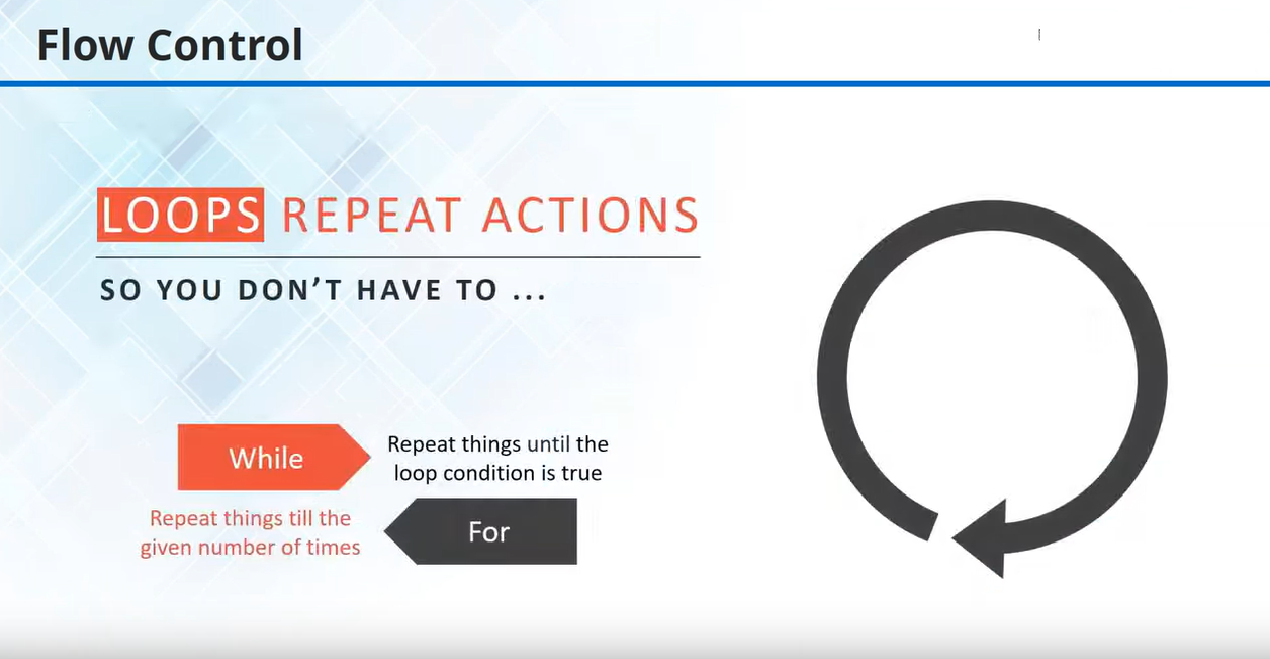 Flow Control
LOOPS REPEAT ACTIONS
SO YOU DON’T HAVE TO ...
While
Repeat things until the
loop condition is true
Repeat things till the
given number of times
For